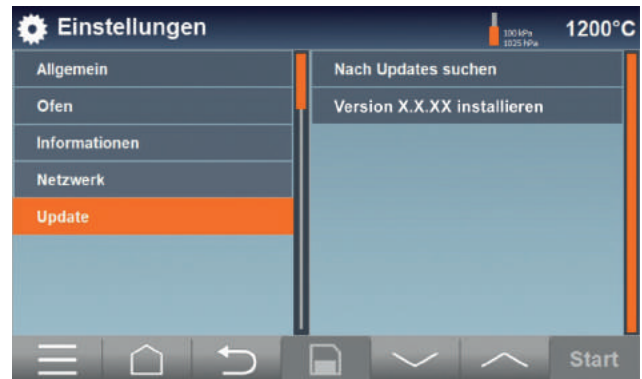 Einstellungen
100 kPa
1025 hPa
1200°C
Allgemein
Ofen
Informationen
Netzwerk
Update
Nach Updates suchen
Version X.X.XX installieren
Start